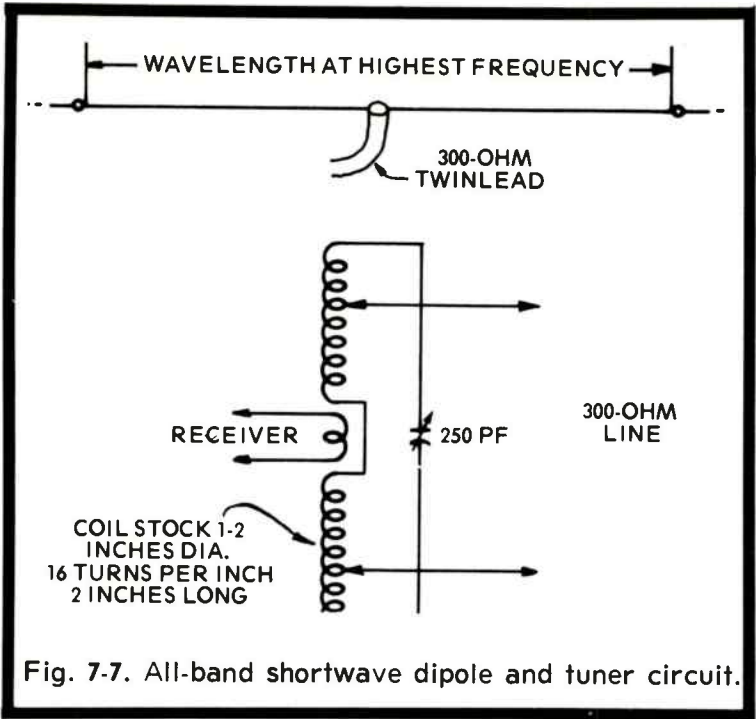 WAVELENGTH AT HIGHEST FREQUENCY
300-OHM
TWINLEAD
RECEIVER
250 PF
300-OHM
LINE
COIL STOCK 1-2
INCHES DIA.
16 TURNS PER INCH
2 INCHES LONG
Fig. 7-7. All-band shortwave dipole and tuner circuit.